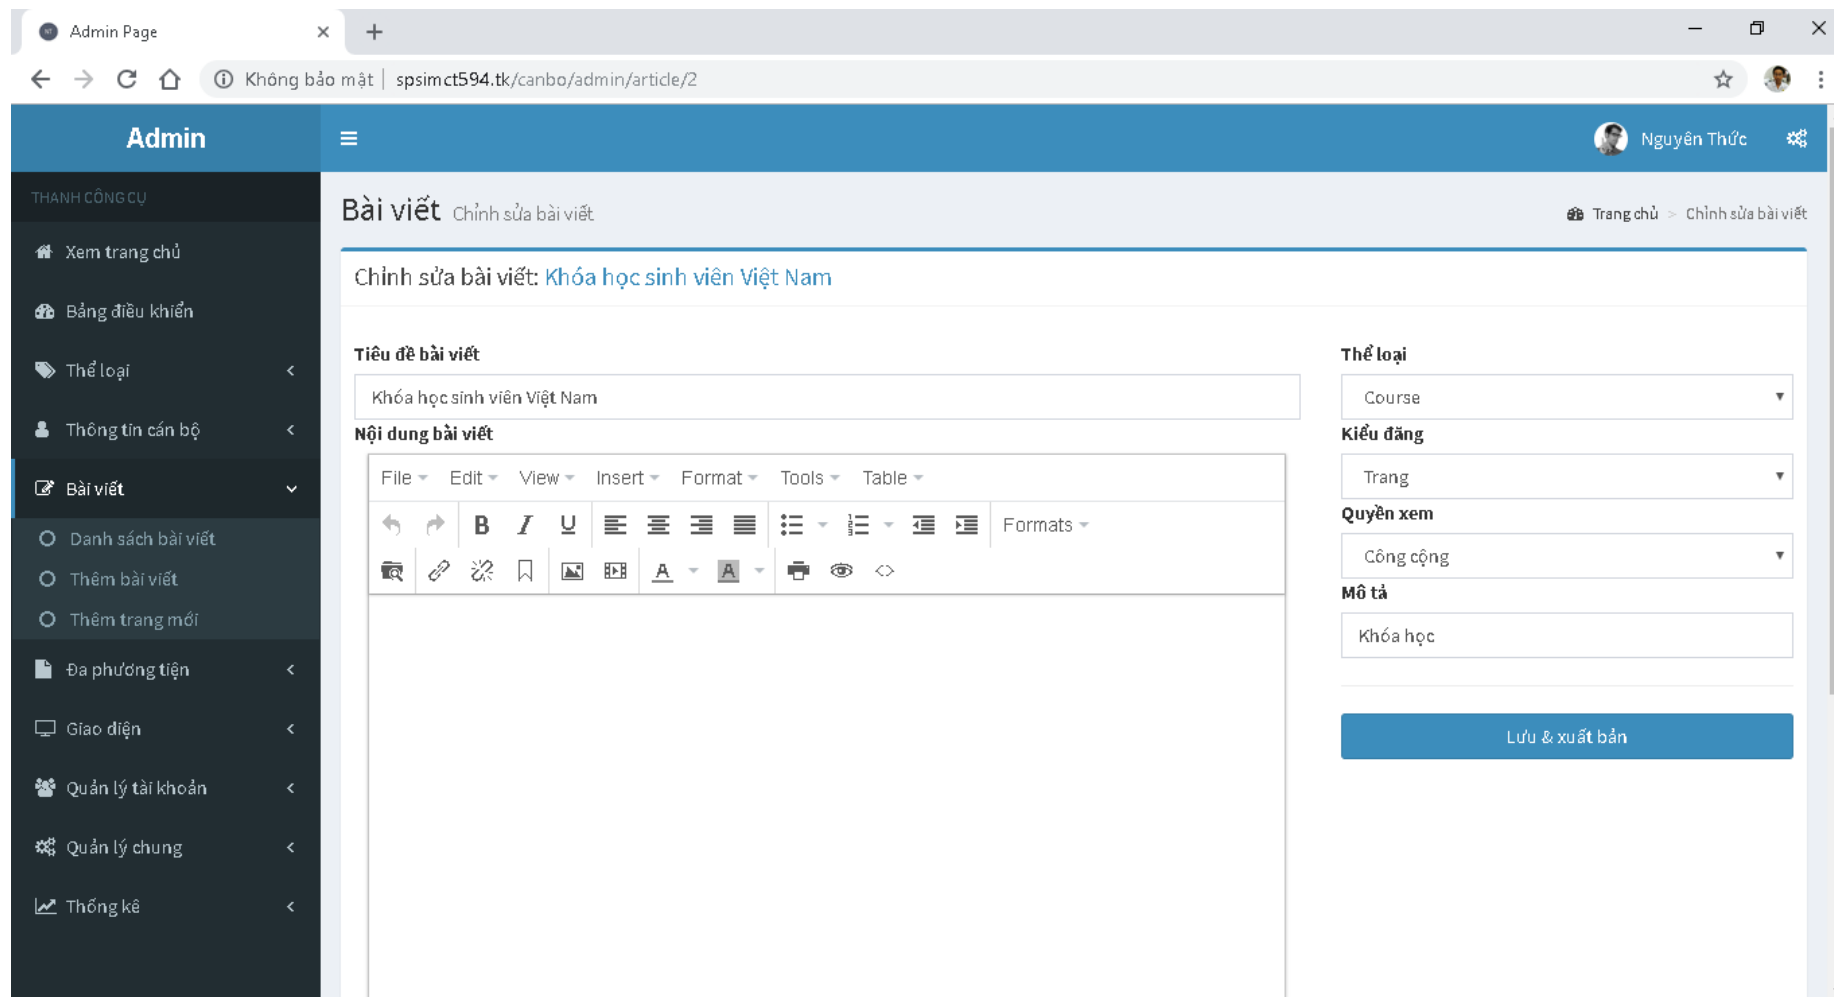 Admin Page
Không bảo mật | spsimct594.tk/canbo/admin/article/2
Admin
Nguyên Thức
THANH CÔNG CỤ
Xem trang chủ
Bảng điều khiển
Thể loại
Thông tin cán bộ
Bài viết
Danh sách bài viết
Thêm bài viết
Thêm trang mới
Đa phương tiện
Giao diện
Quản lý tài khoản
Quản lý chung
Thống kê
Bài viết Chỉnh sửa bài viết
Trang chủ > Chỉnh sửa bài viết
Chỉnh sửa bài viết: Khóa học sinh viên Việt Nam
Tiêu đề bài viết
Khóa học sinh viên Việt Nam
Nội dung bài viết
File Edit View Insert Format Tools Table
Formats
Thể loại
Course
Kiểu đăng
Trang
Quyền xem
Công cộng
Mô tả
Khóa học
Lưu & xuất bản